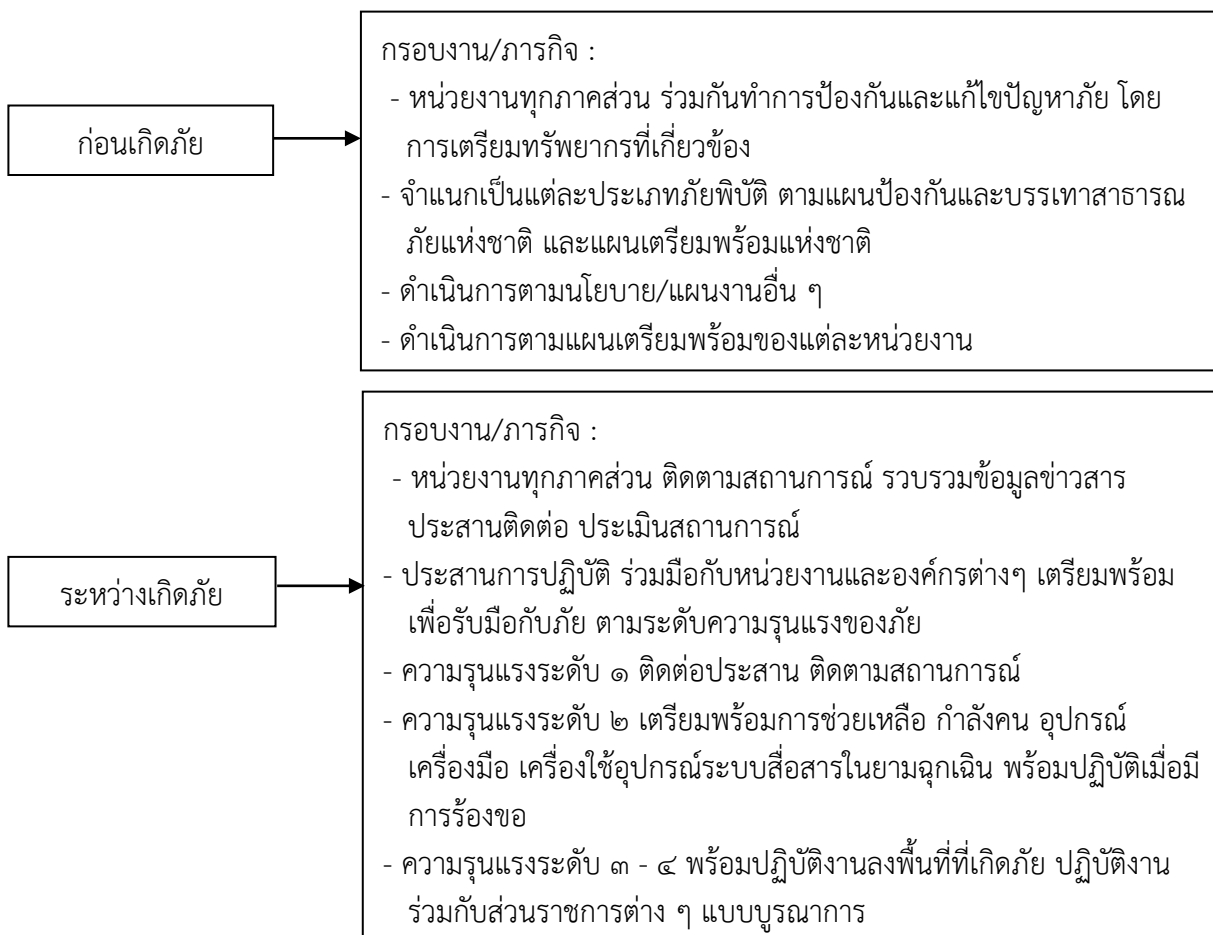 ก่อนเกิดภัย
กรอบงาน/ภารกิจ :
- หน่วยงานทุกภาคส่วน ร่วมกันทำการป้องกันและแก้ไขปัญหาภัย โดย
การเตรียมทรัพยากรที่เกี่ยวข้อง
- จำแนกเป็นแต่ละประเภทภัยพิบัติ ตามแผนป้องกันและบรรเทาสาธารณ
ภัยแห่งชาติ และแผนเตรียมพร้อมแห่งชาติ
- ดำเนินการตามนโยบาย/แผนงานอื่น ๆ
- ดำเนินการตามแผนเตรียมพร้อมของแต่ละหน่วยงาน
ระหว่างเกิดภัย
กรอบงาน/ภารกิจ :
- หน่วยงานทุกภาคส่วน ติดตามสถานการณ์ รวบรวมข้อมูลข่าวสาร
ประสานติดต่อ ประเมินสถานการณ์
- ประสานการปฏิบัติ ร่วมมือกับหน่วยงานและองค์กรต่างๆ เตรียมพร้อม
เพื่อรับมือกับภัย ตามระดับความรุนแรงของภัย
- ความรุนแรงระดับ ๑ ติดต่อประสาน ติดตามสถานการณ์
- ความรุนแรงระดับ ๒ เตรียมพร้อมการช่วยเหลือ กำลังคน อุปกรณ์
เครื่องมือ เครื่องใช้อุปกรณ์ระบบสื่อสารในยามฉุกเฉิน พร้อมปฏิบัติเมื่อมี
การร้องขอ
- ความรุนแรงระดับ ๓ - ๔ พร้อมปฏิบัติงานลงพื้นที่ที่เกิดภัย ปฏิบัติงาน
ร่วมกับส่วนราชการต่าง ๆ แบบบูรณาการ